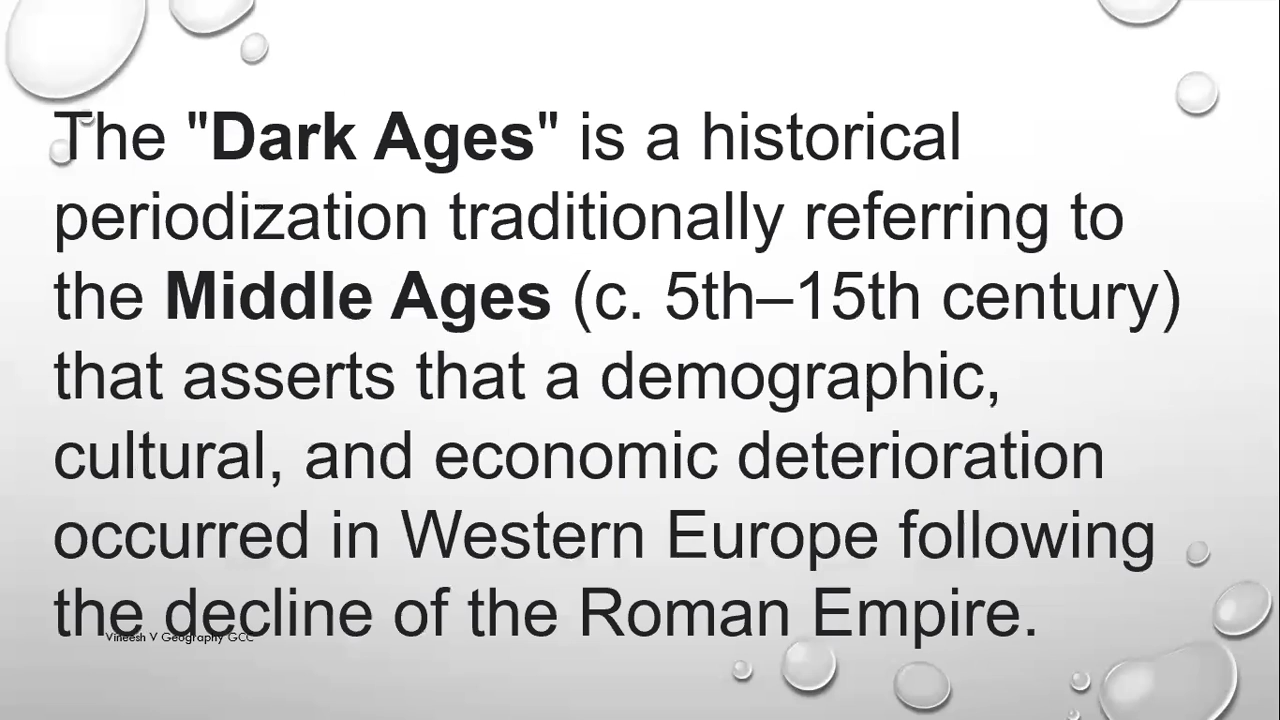 The "Dark Ages" is a historical
periodization traditionally referring to
the Middle Ages (c. 5th–15th century)
that asserts that a demographic,
cultural, and economic deterioration
occurred in Western Europe following
the decline of the Roman Empire.
Vineesh V Geography GCC